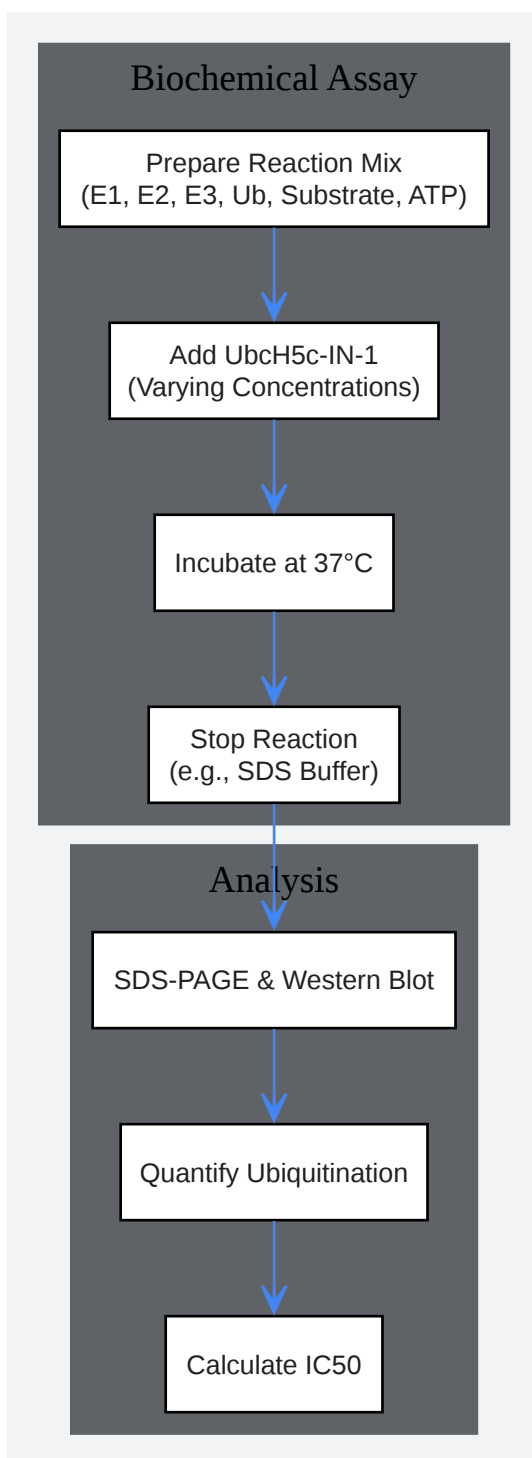 Biochemical Assay
Prepare Reaction Mix
(E1, E2, E3, Ub, Substrate, ATP)
Add UbcH5c-IN-1
(Varying Concentrations)
Incubate at 37°C
Stop Reaction
(e.g., SDS Buffer)
Analysis
SDS-PAGE & Western Blot
Quantify Ubiquitination
Calculate IC50